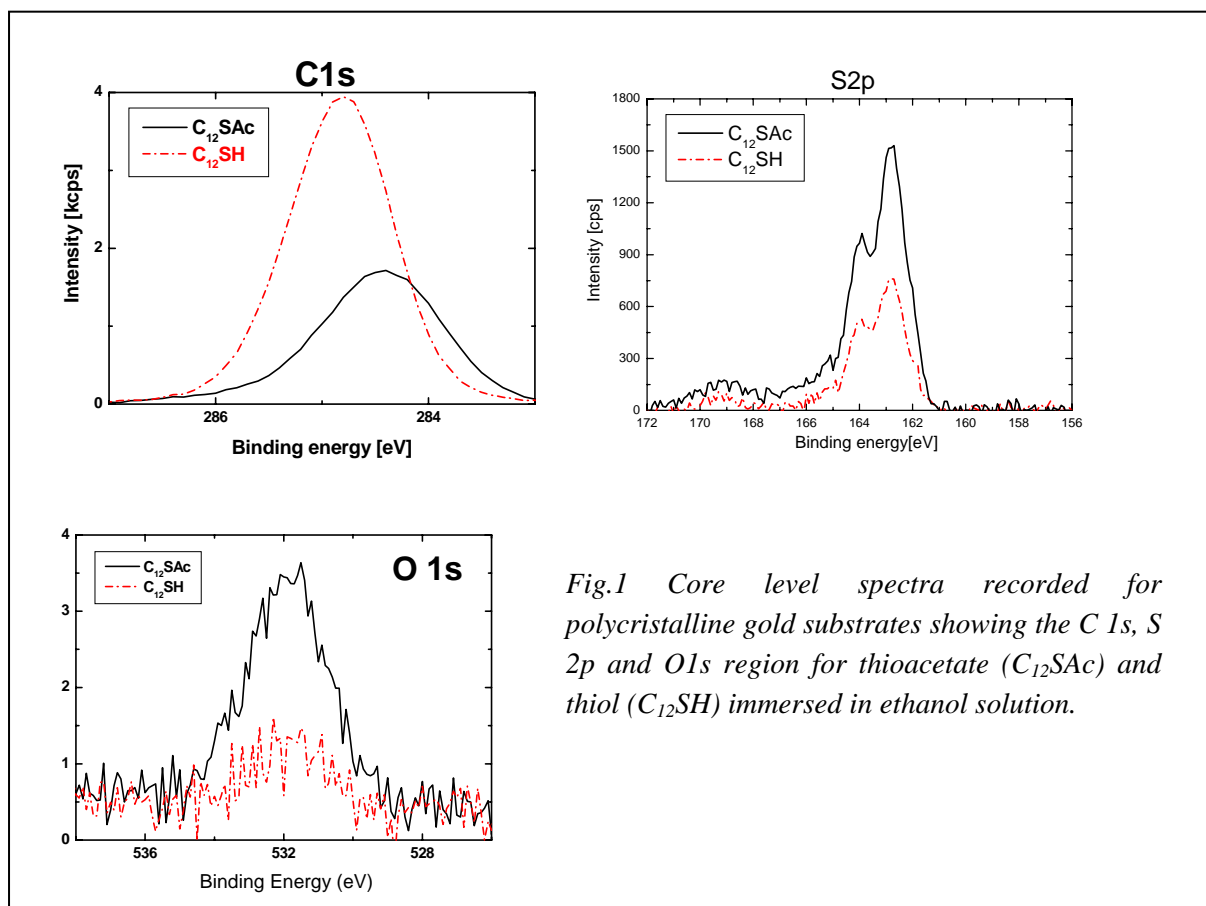 C1s
4
C₁₂SAc
C₁₂SH
Intensity [kcps]
2
0
286
284
Binding energy [eV]
S2p
1800
C₁₂SAc
1500
C₁₂SH
1200
Intensity [cps]
900
600
300
0
172 170 168 166 164 162 160 158 156
Binding energy[eV]
4
C₁₂SAc
C₁₂SH
O 1s
3
2
1
0
536
532
528
Binding Energy (eV)
Fig.1 Core level spectra recorded for
polycristalline gold substrates showing the C 1s, S
2p and O1s region for thioacetate (C₁₂SAc) and
thiol (C₁₂SH) immersed in ethanol solution.